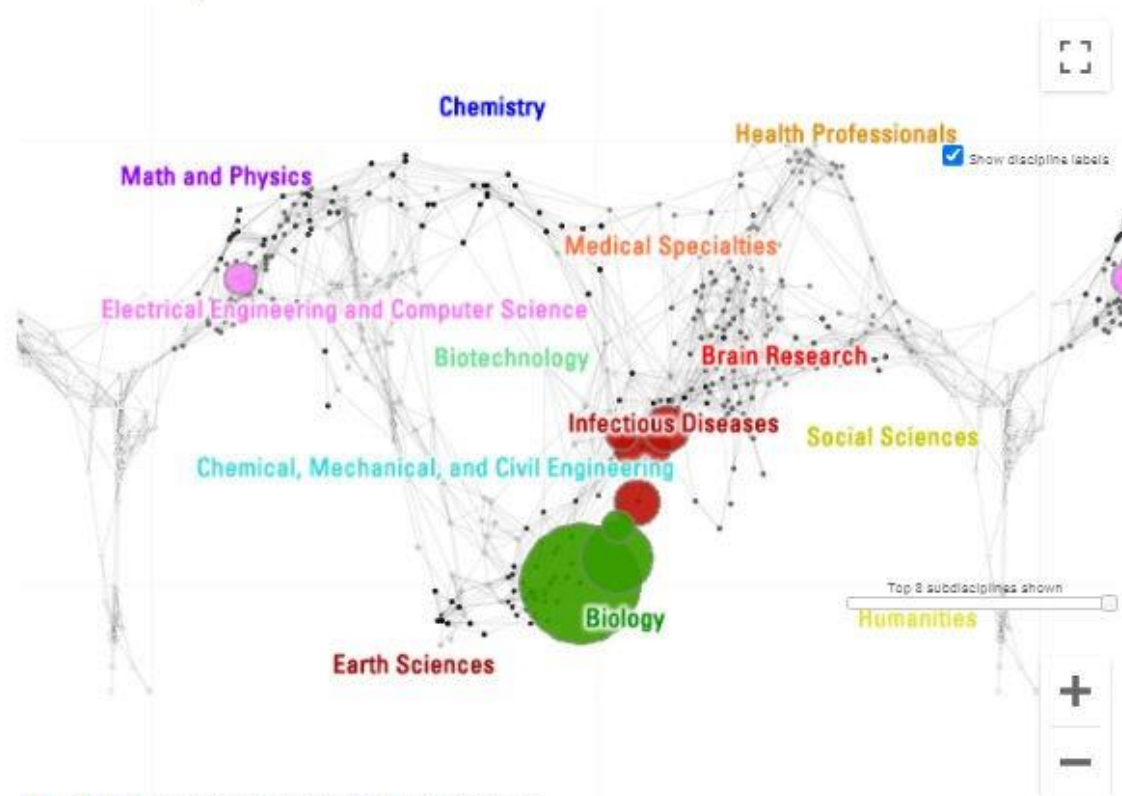 Chemistry
Health Professionals
Show discipline labels
Math and Physics
Medical Specialties
Electrical Engineering and Computer Science
Biotechnology
Brain Research
Infectious Diseases
Social Sciences
Chemical, Mechanical, and Civil Engineering
Top 8 subdisciplines shown
Biology
Humanities
Earth Sciences